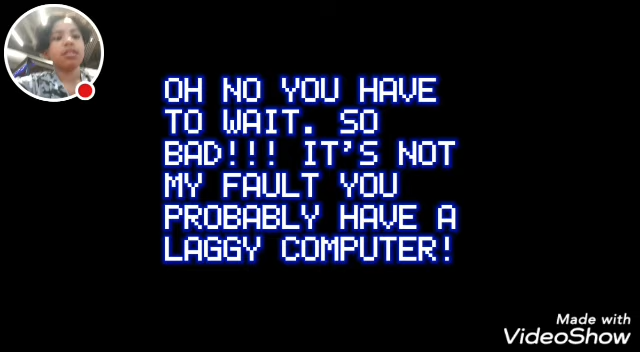 OH NO YOU HAVE
TO WAIT. SO
BAD!!! IT'S NOT
MY FAULT YOU
PROBABLY HAVE A
LAGGY COMPUTER!
Made with
VideoShow